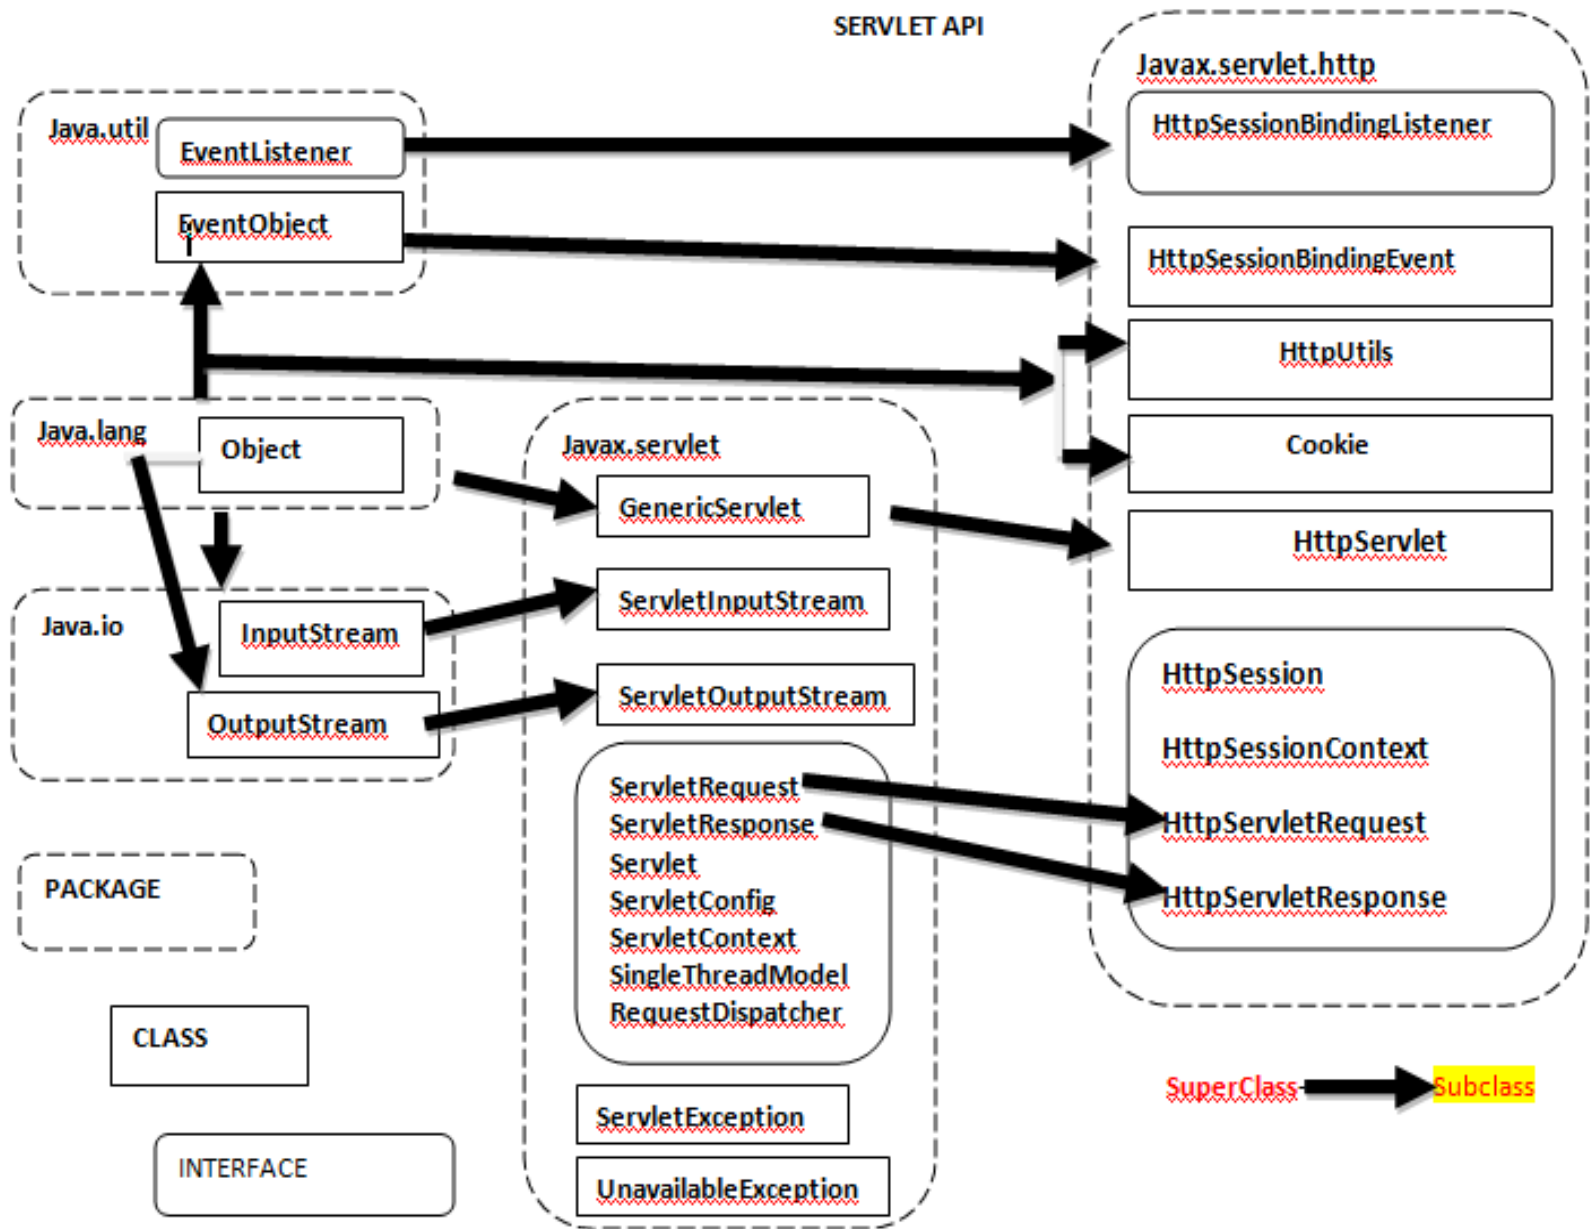 SERVLET API
Java.util
EventListener
EventObject
Java.lang
Object
Java.io
InputStream
OutputStream
PACKAGE
CLASS
INTERFACE
Javax.servlet
GenericServlet
ServletInputStream
ServletOutputStream
ServletRequest
ServletResponse
Servlet
ServletConfig
ServletContext
SingleThreadModel
RequestDispatcher
ServletException
UnavailableException
Javax.servlet.http
HttpSessionBindingListener
HttpSessionBindingEvent
HttpUtils
Cookie
HttpServlet
HttpSession
HttpSessionContext
HttpServletRequest
HttpServletResponse
SuperClass
Subclass